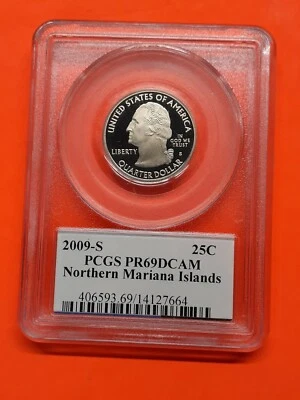 UNITED STATES OF AMERICA
LIBERTY
IN
GOD WE
TRUST
S
QUARTER DOLLAR
2009-S 25C
PCGS PR69DCAM
Northern Mariana Islands
406593.69/14127664